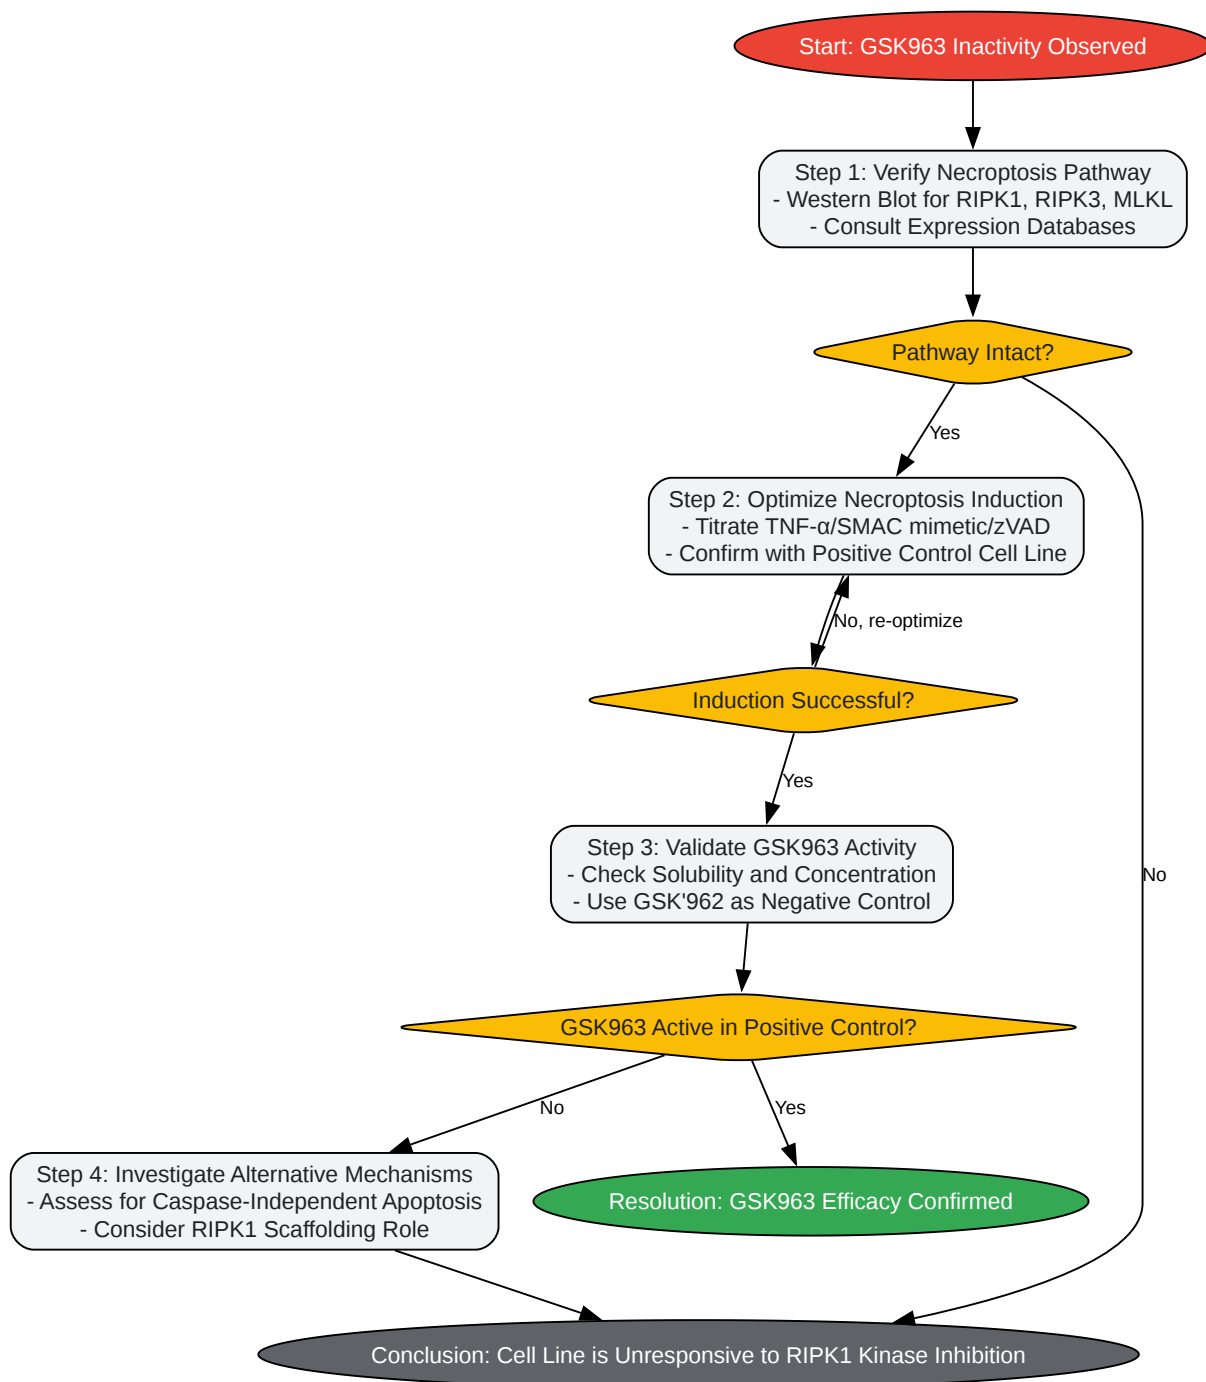 Start: GSK963 Inactivity Observed
Step 1: Verify Necroptosis Pathway
- Western Blot for RIPK1, RIPK3, MLKL
- Consult Expression Databases
Pathway Intact?
Yes
Step 2: Optimize Necroptosis Induction
- Titrate TNF-α/SMAC mimetic/zVAD
- Confirm with Positive Control Cell Line
No, re-optimize
Induction Successful?
Yes
Step 3: Validate GSK963 Activity
- Check Solubility and Concentration
- Use GSK'962 as Negative Control
No
GSK963 Active in Positive Control?
No
Yes
Step 4: Investigate Alternative Mechanisms
- Assess for Caspase-Independent Apoptosis
- Consider RIPK1 Scaffolding Role
Resolution: GSK963 Efficacy Confirmed
Conclusion: Cell Line is Unresponsive to RIPK1 Kinase Inhibition